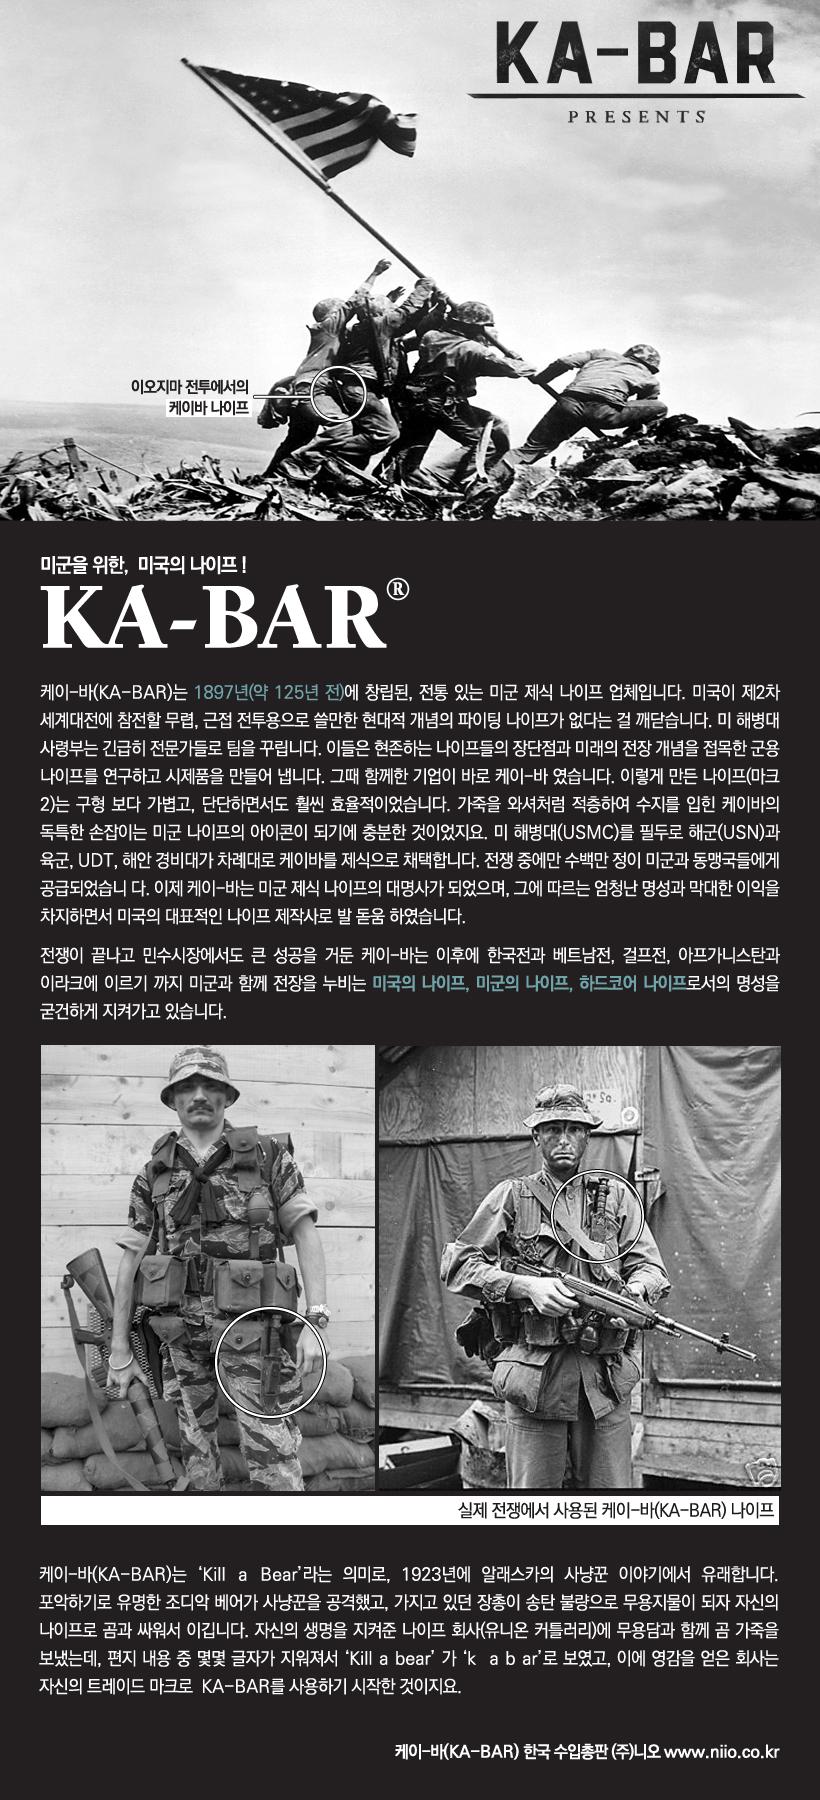 KA-BAR
PRESENTS
이오지마 전투에서의
케이바 나이프
미군을 위한, 미국의 나이프 !
KA-BAR®
케이-바(KA-BAR)는 1897년(약 125년 전)에 창립된, 전통 있는 미군 제식 나이프 업체입니다. 미국이 제2차
세계대전에 참전할 무렵, 근접 전투용으로 쓸만한 현대적 개념의 파이팅 나이프가 없다는 걸 깨닫습니다. 미 해병대
사령부는 긴급히 전문가들로 팀을 꾸립니다. 이들은 현존하는 나이프들의 장단점과 미래의 전장 개념을 접목한 군용
나이프를 연구하고 시제품을 만들어 냅니다. 그때 함께한 기업이 바로 케이-바 였습니다. 이렇게 만든 나이프(마크
2)는 구형 보다 가볍고, 단단하면서도 훨씬 효율적이었습니다. 가죽을 와셔처럼 적층하여 수지를 입힌 케이바의
독특한 손잡이는 미군 나이프의 아이콘이 되기에 충분한 것이었지요. 미 해병대(USMC)를 필두로 해군(USN)과
육군, UDT, 해안 경비대가 차례대로 케이바를 제식으로 채택합니다. 전쟁 중에만 수백만 정이 미군과 동맹국들에게
공급되었습니 다. 이제 케이-바는 미군 제식 나이프의 대명사가 되었으며, 그에 따르는 엄청난 명성과 막대한 이익을
차지하면서 미국의 대표적인 나이프 제작사로 발 돋움 하였습니다.
전쟁이 끝나고 민수시장에서도 큰 성공을 거둔 케이-바는 이후에 한국전과 베트남전, 걸프전, 아프가니스탄과
이라크에 이르기 까지 미군과 함께 전장을 누비는 미국의 나이프, 미군의 나이프, 하드코어 나이프로서의 명성을
굳건하게 지켜가고 있습니다.
실제 전쟁에서 사용된 케이-바(KA-BAR) 나이프
케이-바(KA-BAR)는 ‘Kill a Bear’라는 의미로, 1923년에 알래스카의 사냥꾼 이야기에서 유래합니다.
포악하기로 유명한 조디악 베어가 사냥꾼을 공격했고, 가지고 있던 장총이 송탄 불량으로 무용지물이 되자 자신의
나이프로 곰과 싸워서 이깁니다. 자신의 생명을 지켜준 나이프 회사(유니온 커틀러리)에 무용담과 함께 곰 가죽을
보냈는데, 편지 내용 중 몇몇 글자가 지워져서 ‘Kill a bear’ 가 ‘k a b ar’로 보였고, 이에 영감을 얻은 회사는
자신의 트레이드 마크로 KA-BAR를 사용하기 시작한 것이지요.
케이-바(KA-BAR) 한국 수입총판 (주)니오 www.niio.co.kr